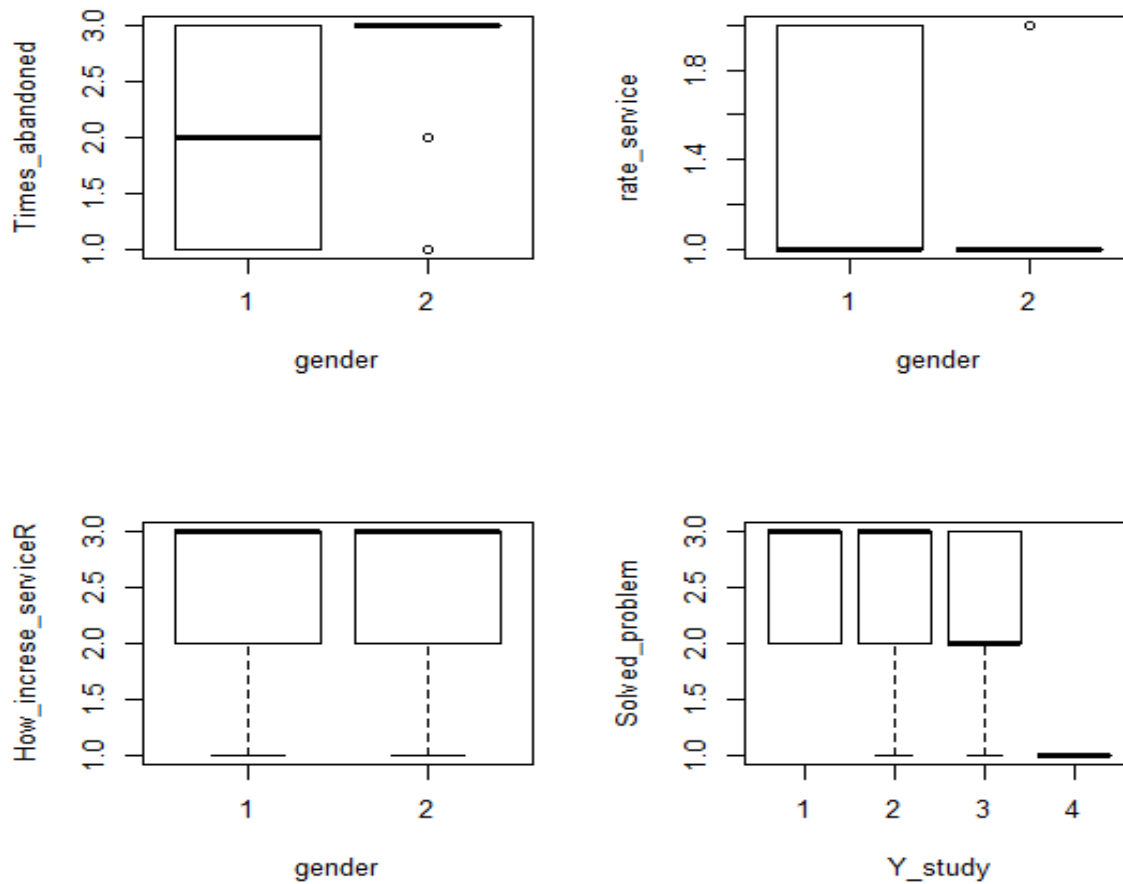 Times_abandoned
3.0
2.5
2.0
1.5
1.0
1 2
gender
rate_service
1.8
1.4
1.0
1 2
gender
How_increse_serviceR
3.0
2.5
2.0
1.5
1.0
1 2
gender
Solved_problem
3.0
2.5
2.0
1.5
1.0
1 2 3 4
Y_study